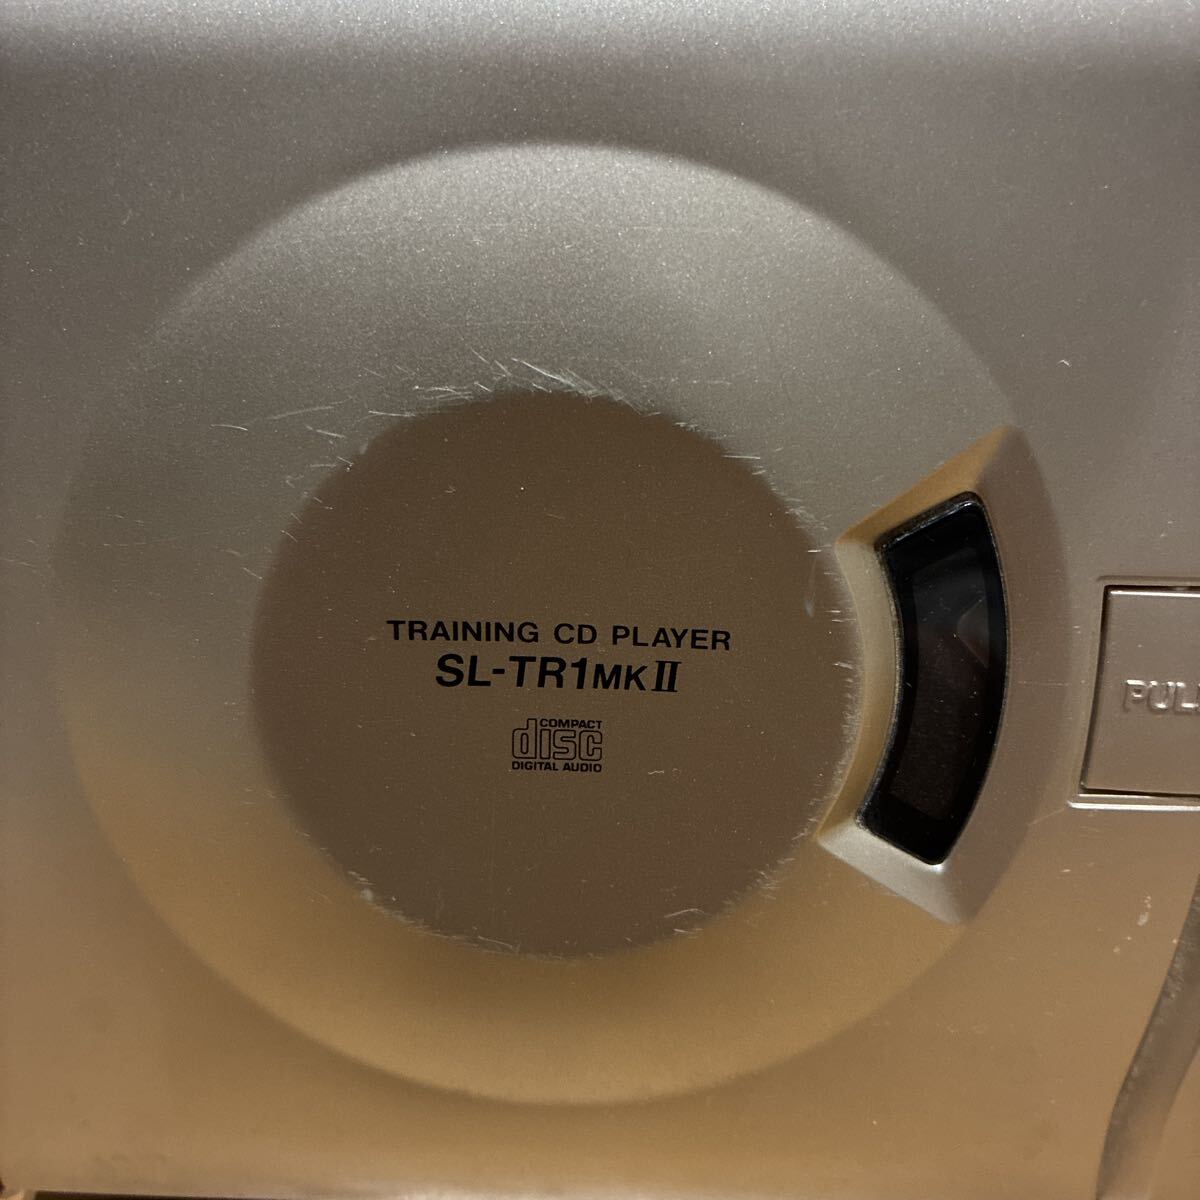 TRAINING CD PLAYER
SL-TR1MKII
COMPACT
disc
DIGITAL AUDIO